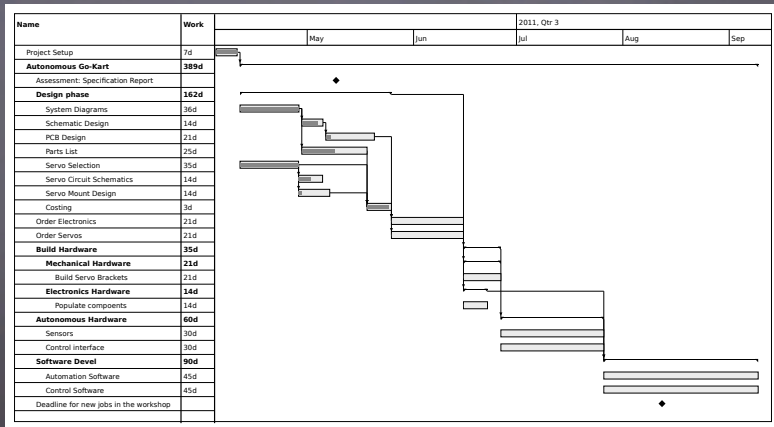 Name Work 2011, Qtr 3
May Jun Jul Aug Sep
Project Setup 7d
Autonomous Go-Kart 389d
Assessment: Specification Report
Design phase 162d
System Diagrams 36d
Schematic Design 14d
PCB Design 21d
Parts List 25d
Servo Selection 35d
Servo Circuit Schematics 14d
Servo Mount Design 14d
Costing 3d
Order Electronics 21d
Order Servos 21d
Build Hardware 35d
Mechanical Hardware 21d
Build Servo Brackets 21d
Electronics Hardware 14d
Populate compoents 14d
Autonomous Hardware 60d
Sensors 30d
Control interface 30d
Software Devel 90d
Automation Software 45d
Control Software 45d
Deadline for new jobs in the workshop